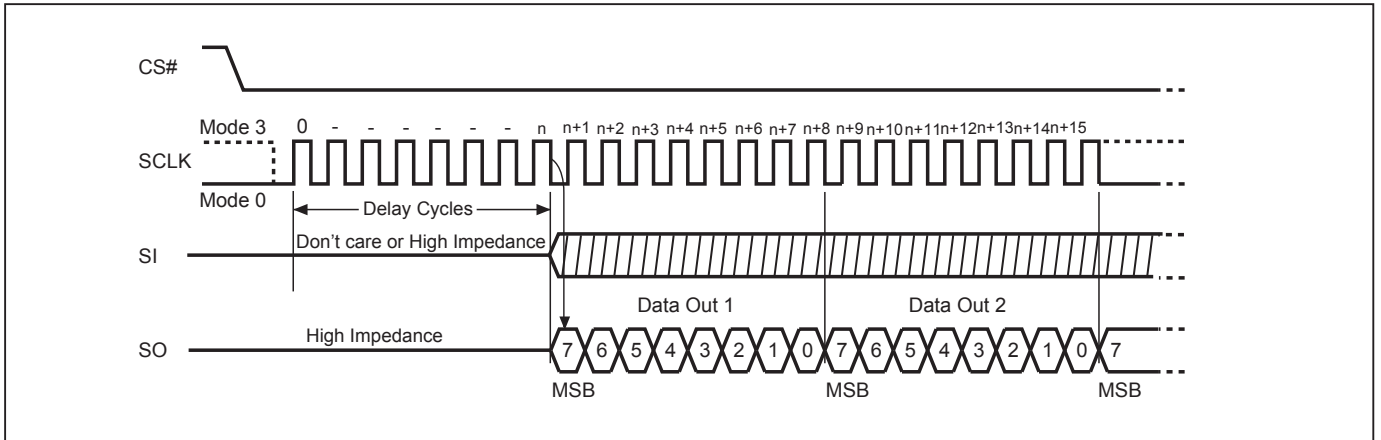 CS#
Mode 3 0 - - - - - - n n+1 n+2 n+3 n+4 n+5 n+6 n+7 n+8 n+9 n+10 n+11 n+12 n+13 n+14 n+15
SCLK
Mode 0
Delay Cycles
Don't care or High Impedance
SI
Data Out 1 Data Out 2
High Impedance
SO 7 6 5 4 3 2 1 0 7 6 5 4 3 2 1 0 7
MSB MSB MSB